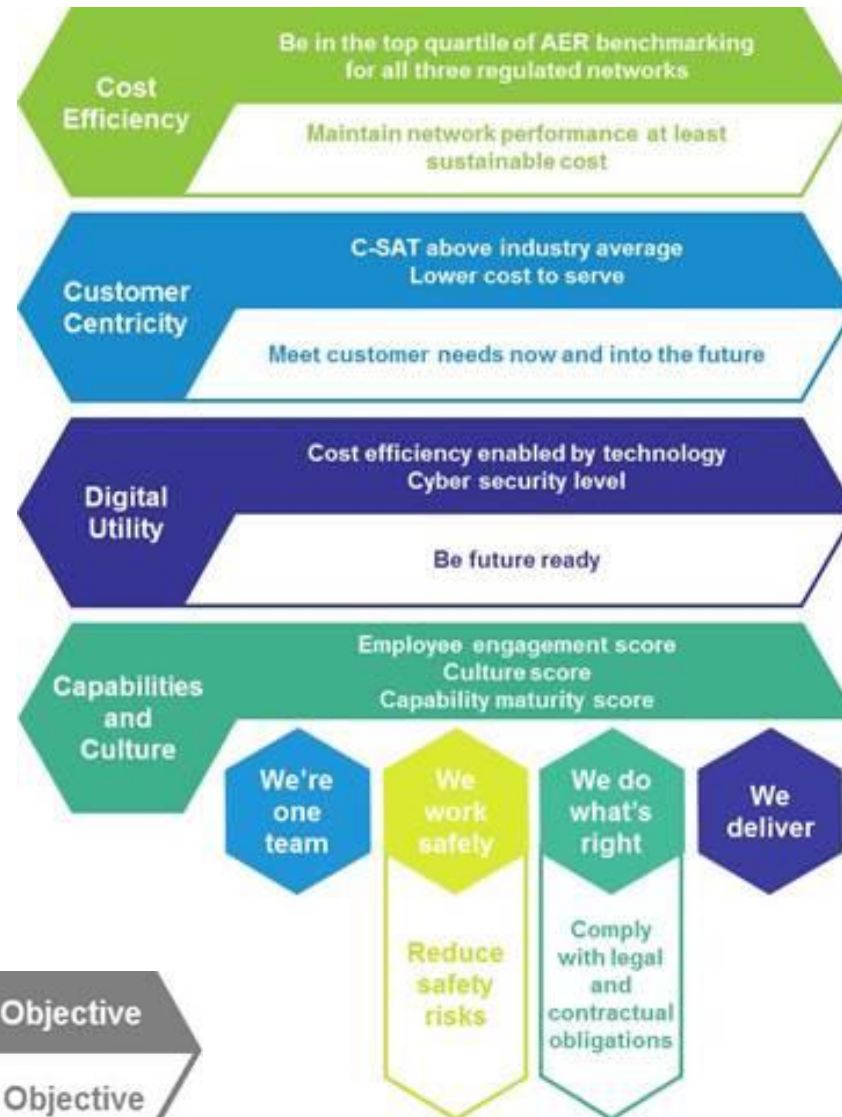 Cost
Efficiency
Be in the top quartile of AER benchmarking
for all three regulated networks
Maintain network performance at least
sustainable cost
Customer
Centricity
C-SAT above industry average
Lower cost to serve
Meet customer needs now and into the future
Digital
Utility
Cost efficiency enabled by technology
Cyber security level
Be future ready
Capabilities
and
Culture
Employee engagement score
Culture score
Capability maturity score
We're
one
team
We
work
safely
We do
what's
right
We
deliver
Reduce
safety
risks
Comply
with legal
and
contractual
obligations
Objective
Objective